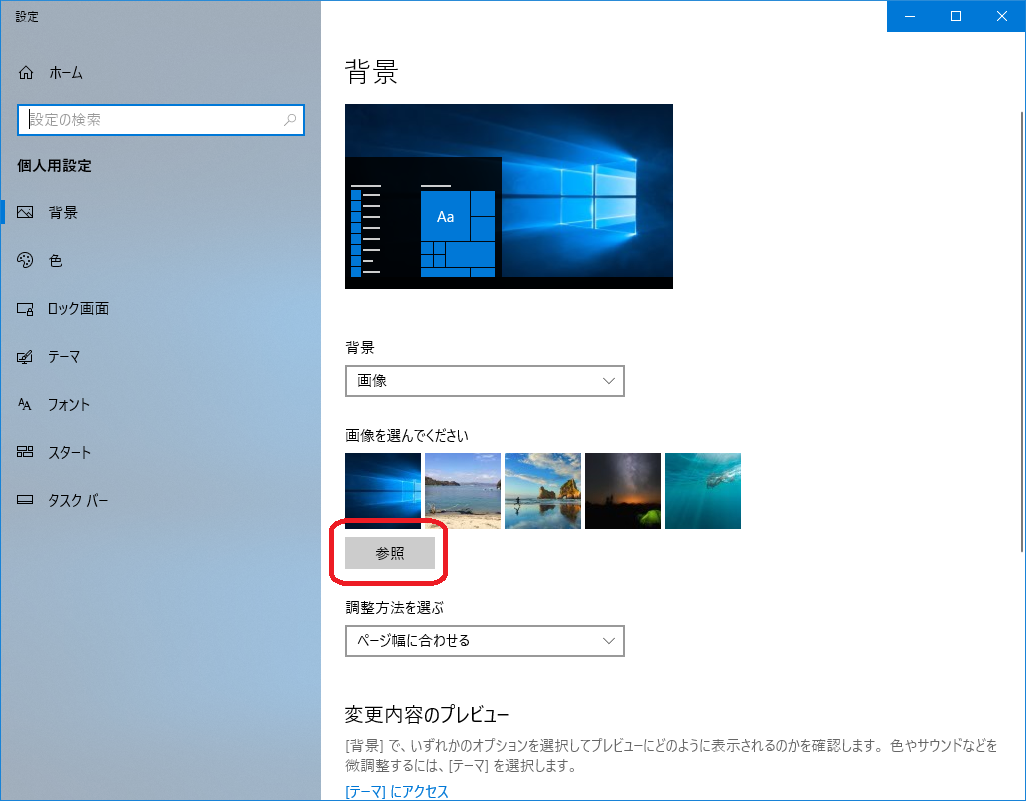 設定
ホーム
設定の検索
個人用設定
背景
色
ロック画面
テーマ
フォント
スタート
タスク バー
背景
Aa
背景
画像
画像を選んでください
参照
調整方法を選ぶ
ページ幅に合わせる
変更内容のプレビュー
[背景] で、いずれかのオプションを選択してプレビューにどのように表示されるのかを確認します。色やサウンドなどを
微調整するには、[テーマ] を選択します。
[テーマ] にアクセス